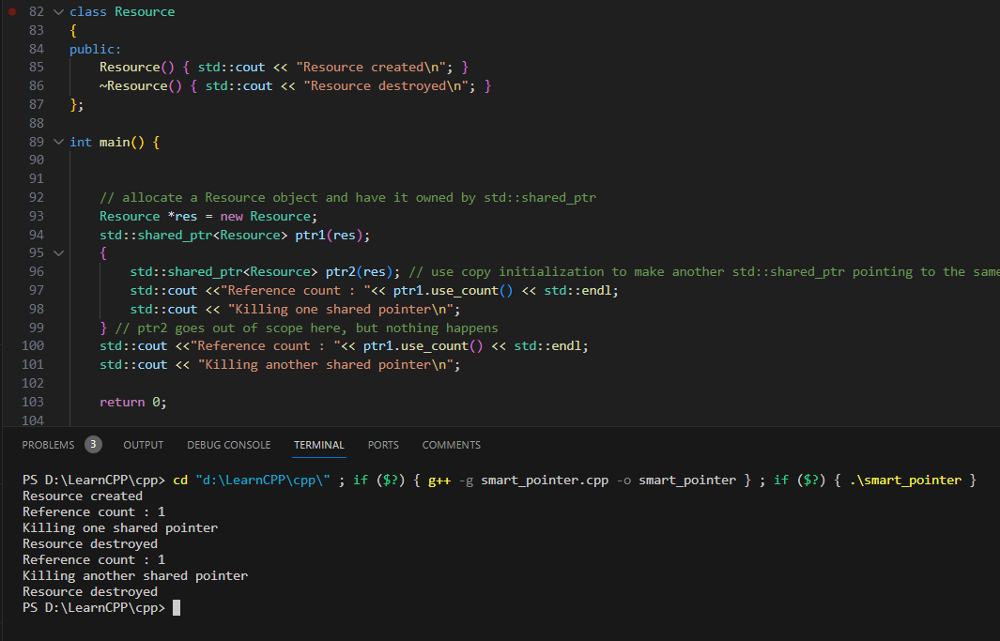 82 class Resource
83 {
84 public:
85 Resource() { std::cout << "Resource created\n"; }
86 ~Resource() { std::cout << "Resource destroyed\n"; }
87 };
88
89 int main() {
90
91
92 // allocate a Resource object and have it owned by std::shared_ptr
93 Resource *res = new Resource;
94 std::shared_ptr<Resource> ptr1(res);
95 {
96 std::shared_ptr<Resource> ptr2(res); // use copy initialization to make another std::shared_ptr pointing to the same
97 std::cout <<"Reference count : "<< ptr1.use_count() << std::endl;
98 std::cout << "Killing one shared pointer\n";
99 } // ptr2 goes out of scope here, but nothing happens
100 std::cout <<"Reference count : "<< ptr1.use_count() << std::endl;
101 std::cout << "Killing another shared pointer\n";
102
103 return 0;
104
PROBLEMS 3 OUTPUT DEBUG CONSOLE TERMINAL PORTS COMMENTS
PS D:\LearnCPP\cpp> cd "d:\LearnCPP\cpp\" ; if ($?) { g++ -g smart_pointer.cpp -o smart_pointer } ; if ($?) { .\smart_pointer }
Resource created
Reference count : 1
Killing one shared pointer
Resource destroyed
Reference count : 1
Killing another shared pointer
Resource destroyed
PS D:\LearnCPP\cpp>